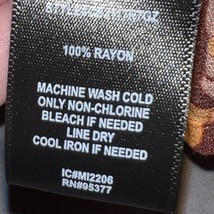 100% RAYON
MACHINE WASH COLD
ONLY NON-CHLORINE
BLEACH IF NEEDED
LINE DRY
COOL IRON IF NEEDED
IC#MI2206
RN#95377